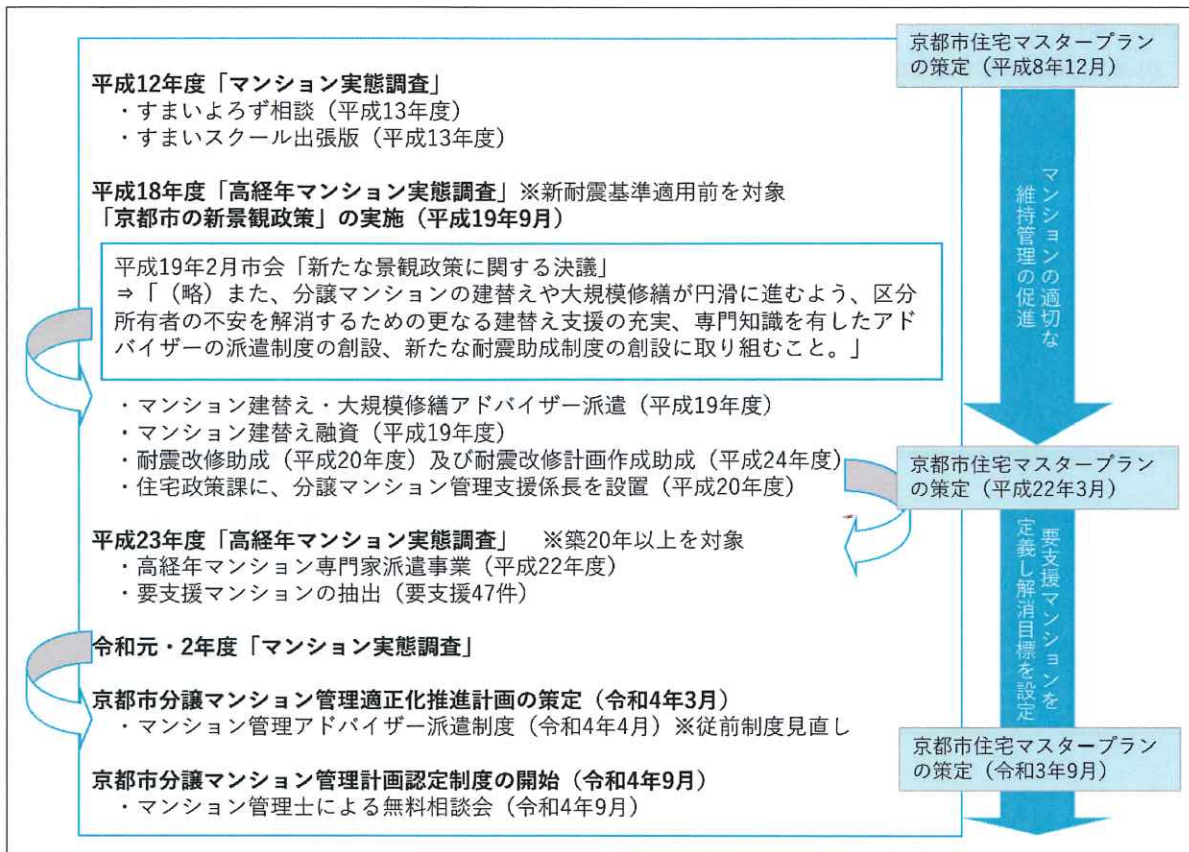 京都市住宅マスタープラン
の策定（平成8年12月）
平成12年度「マンション実態調査」
・すまいよろず相談（平成13年度）
・すまいスクール出張版（平成13年度）
平成18年度「高経年マンション実態調査」※新耐震基準適用前を対象
「京都市の新景観政策」の実施（平成19年9月）
平成19年2月市会「新たな景観政策に関する決議」
⇒「（略）また、分譲マンションの建替えや大規模修繕が円滑に進むよう、区分
所有者の不安を解消するための更なる建替え支援の充実、専門知識を有したアド
バイザーの派遣制度の創設、新たな耐震助成制度の創設に取り組むこと。」
マンションの適切な
維持管理の促進
・マンション建替え・大規模修繕アドバイザー派遣（平成19年度）
・マンション建替え融資（平成19年度）
・耐震改修助成（平成20年度）及び耐震改修計画作成助成（平成24年度）
・住宅政策課に、分譲マンション管理支援係長を設置（平成20年度）
京都市住宅マスタープラン
の策定（平成22年3月）
平成23年度「高経年マンション実態調査」　※築20年以上を対象
・高経年マンション専門家派遣事業（平成22年度）
・要支援マンションの抽出（要支援47件）
要支援マンションを
定義し解消目標を設定
令和元・2年度「マンション実態調査」
京都市分譲マンション管理適正化推進計画の策定（令和4年3月）
・マンション管理アドバイザー派遣制度（令和4年4月）※従前制度見直し
京都市住宅マスタープラン
の策定（令和3年9月）
京都市分譲マンション管理計画認定制度の開始（令和4年9月）
・マンション管理士による無料相談会（令和4年9月）